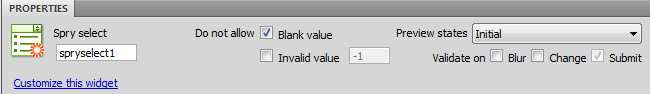 PROPERTIES
Spry select
spryselect1
Do not allow
Blank value
Invalid value
-1
Preview states
Initial
Validate on
Blur
Change
Submit
Customize this widget